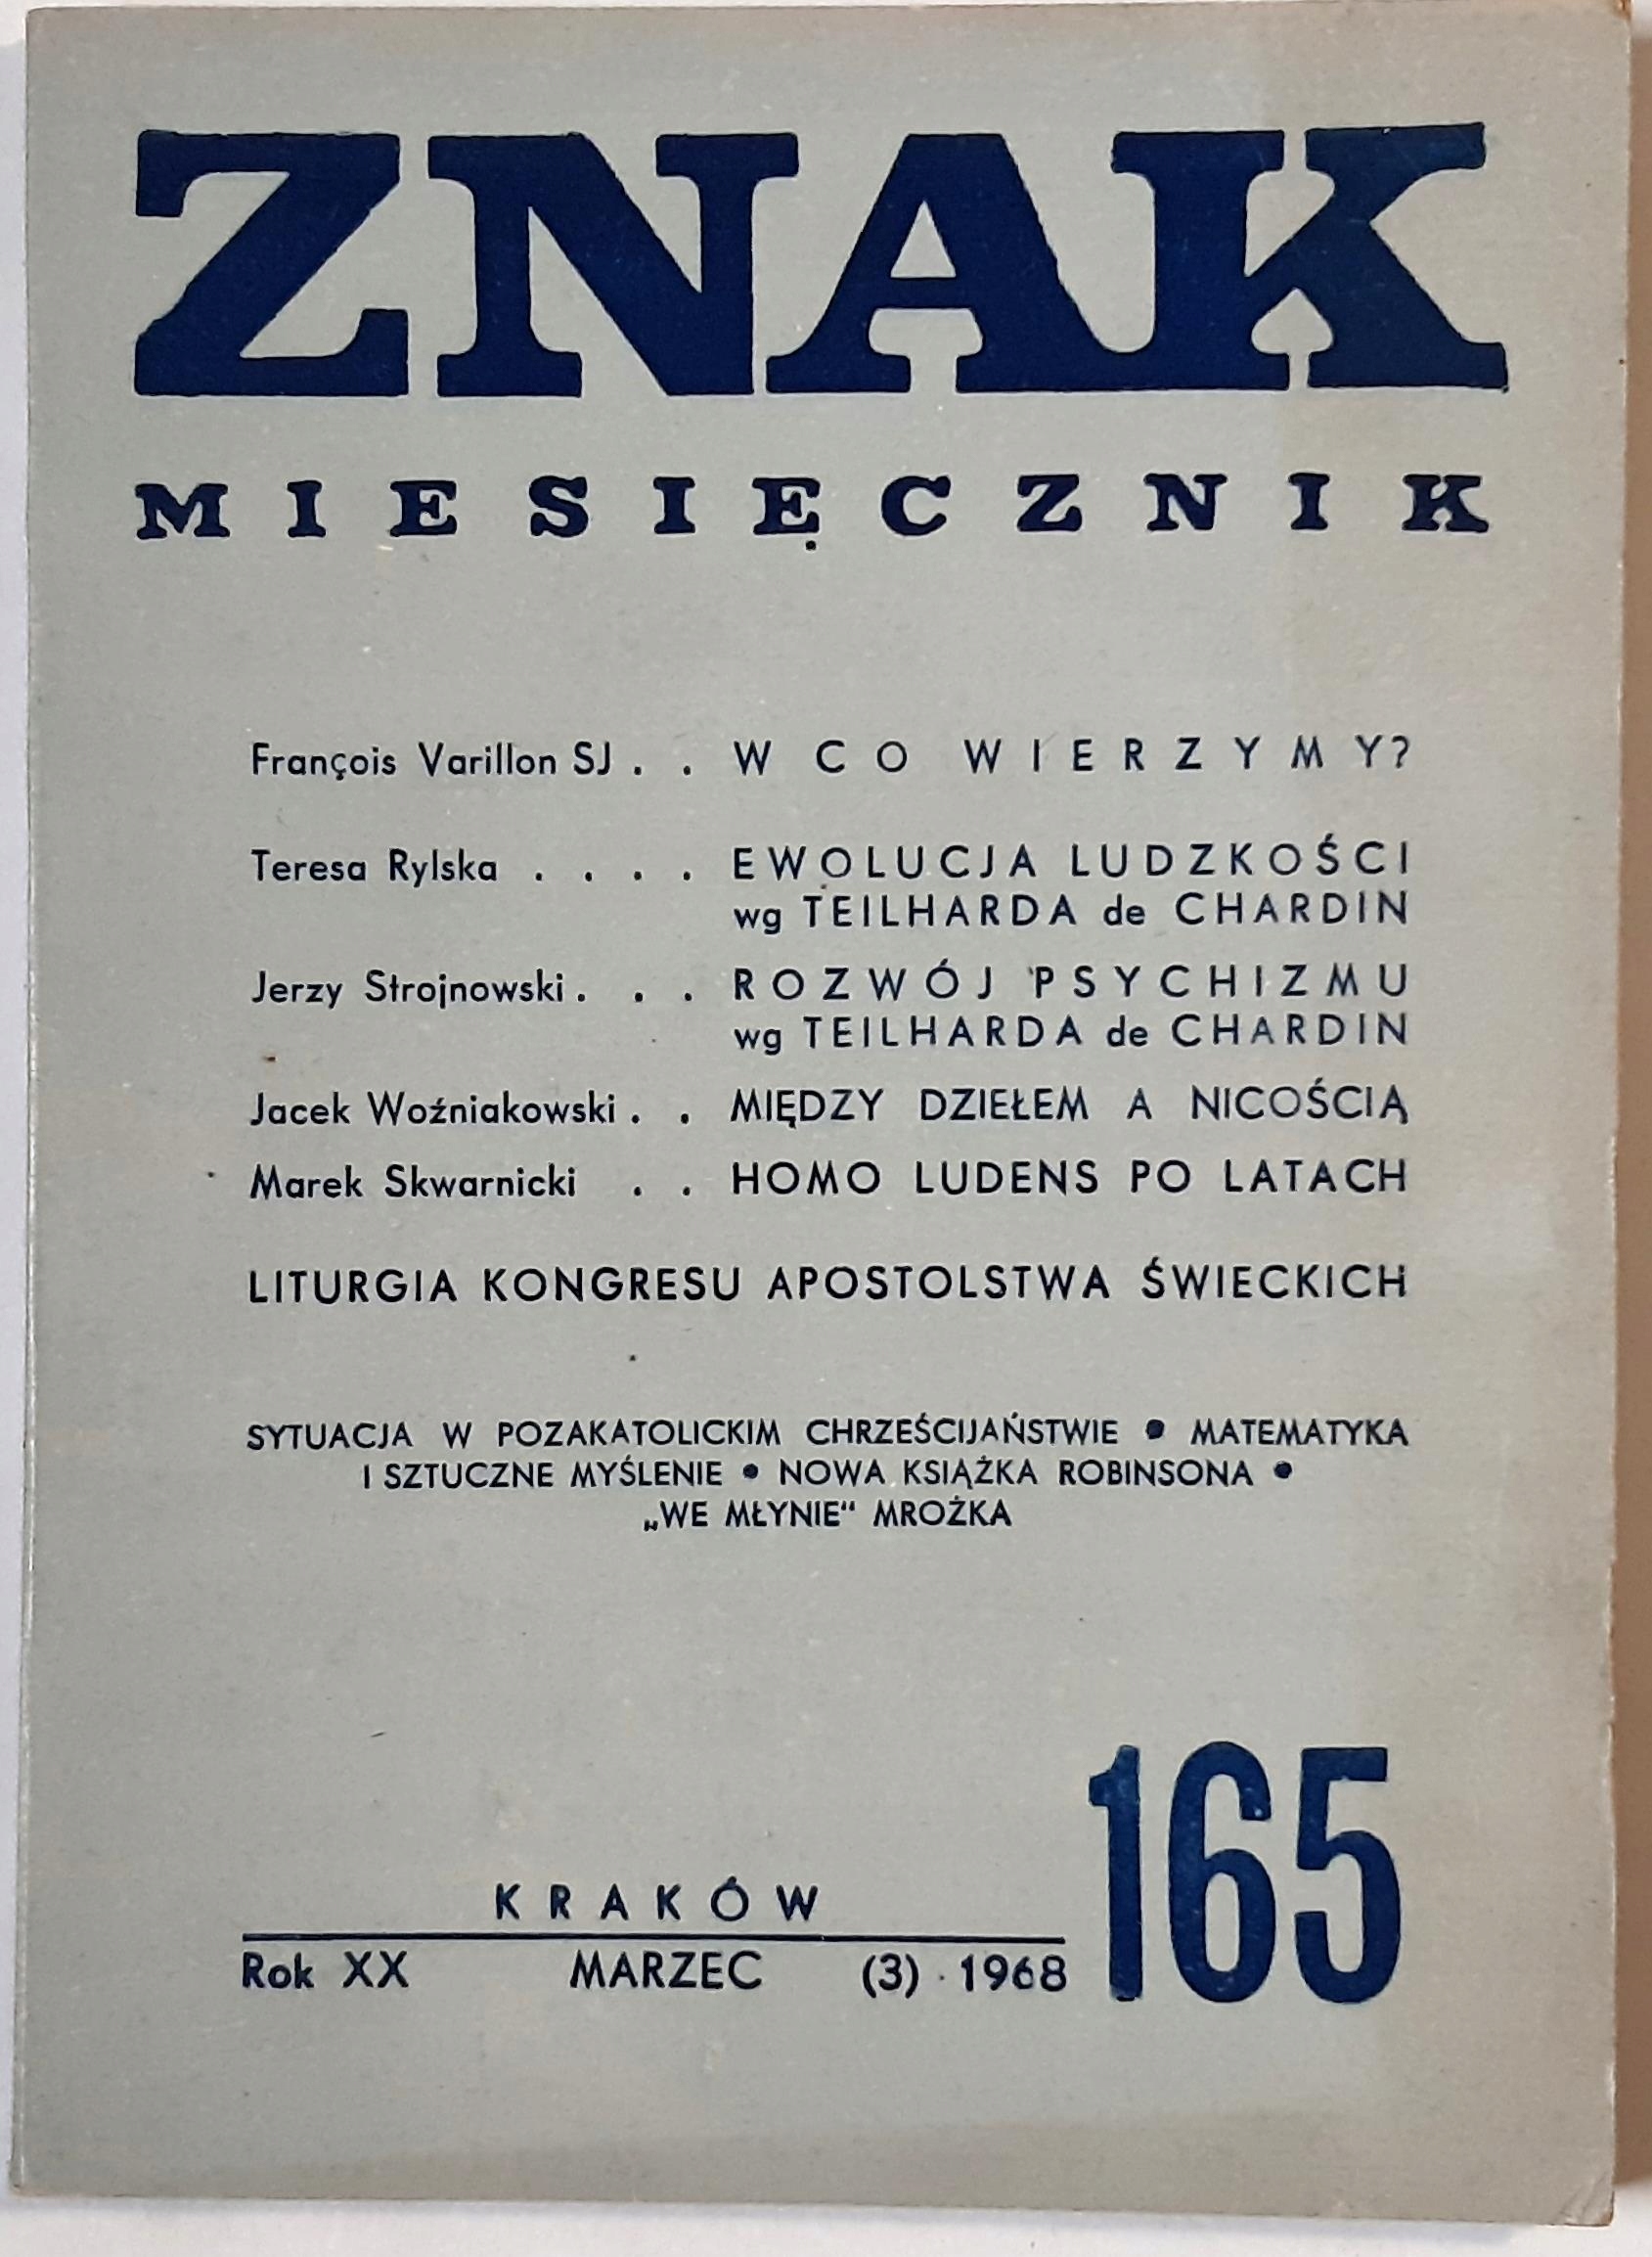 ZNAK
MIESIĘCZNIK
François Varillon SJ . . W CO WIERZYMY?
Teresa Rylska . . . . EWOLUCJA LUDZKOŚCI
wg TEILHARDA de CHARDIN
Jerzy Strojnowski . . . ROZWÓJ PSYCHIZMU
wg TEILHARDA de CHARDIN
Jacek Woźniakowski . . MIĘDZY DZIEŁEM A NICOŚCIĄ
Marek Skwarnicki . . HOMO LUDENS PO LATACH
LITURGIA KONGRESU APOSTOLSTWA ŚWIECKICH
SYTUACJA W POZAKATOLICKIM CHRZEŚCIJAŃSTWIE • MATEMATYKA
I SZTUCZNE MYŚLENIE • NOWA KSIĄŻKA ROBINSONA •
„WE MŁYNIE“ MROŻKA
KRAKÓW
Rok XX MARZEC (3) 1968
165